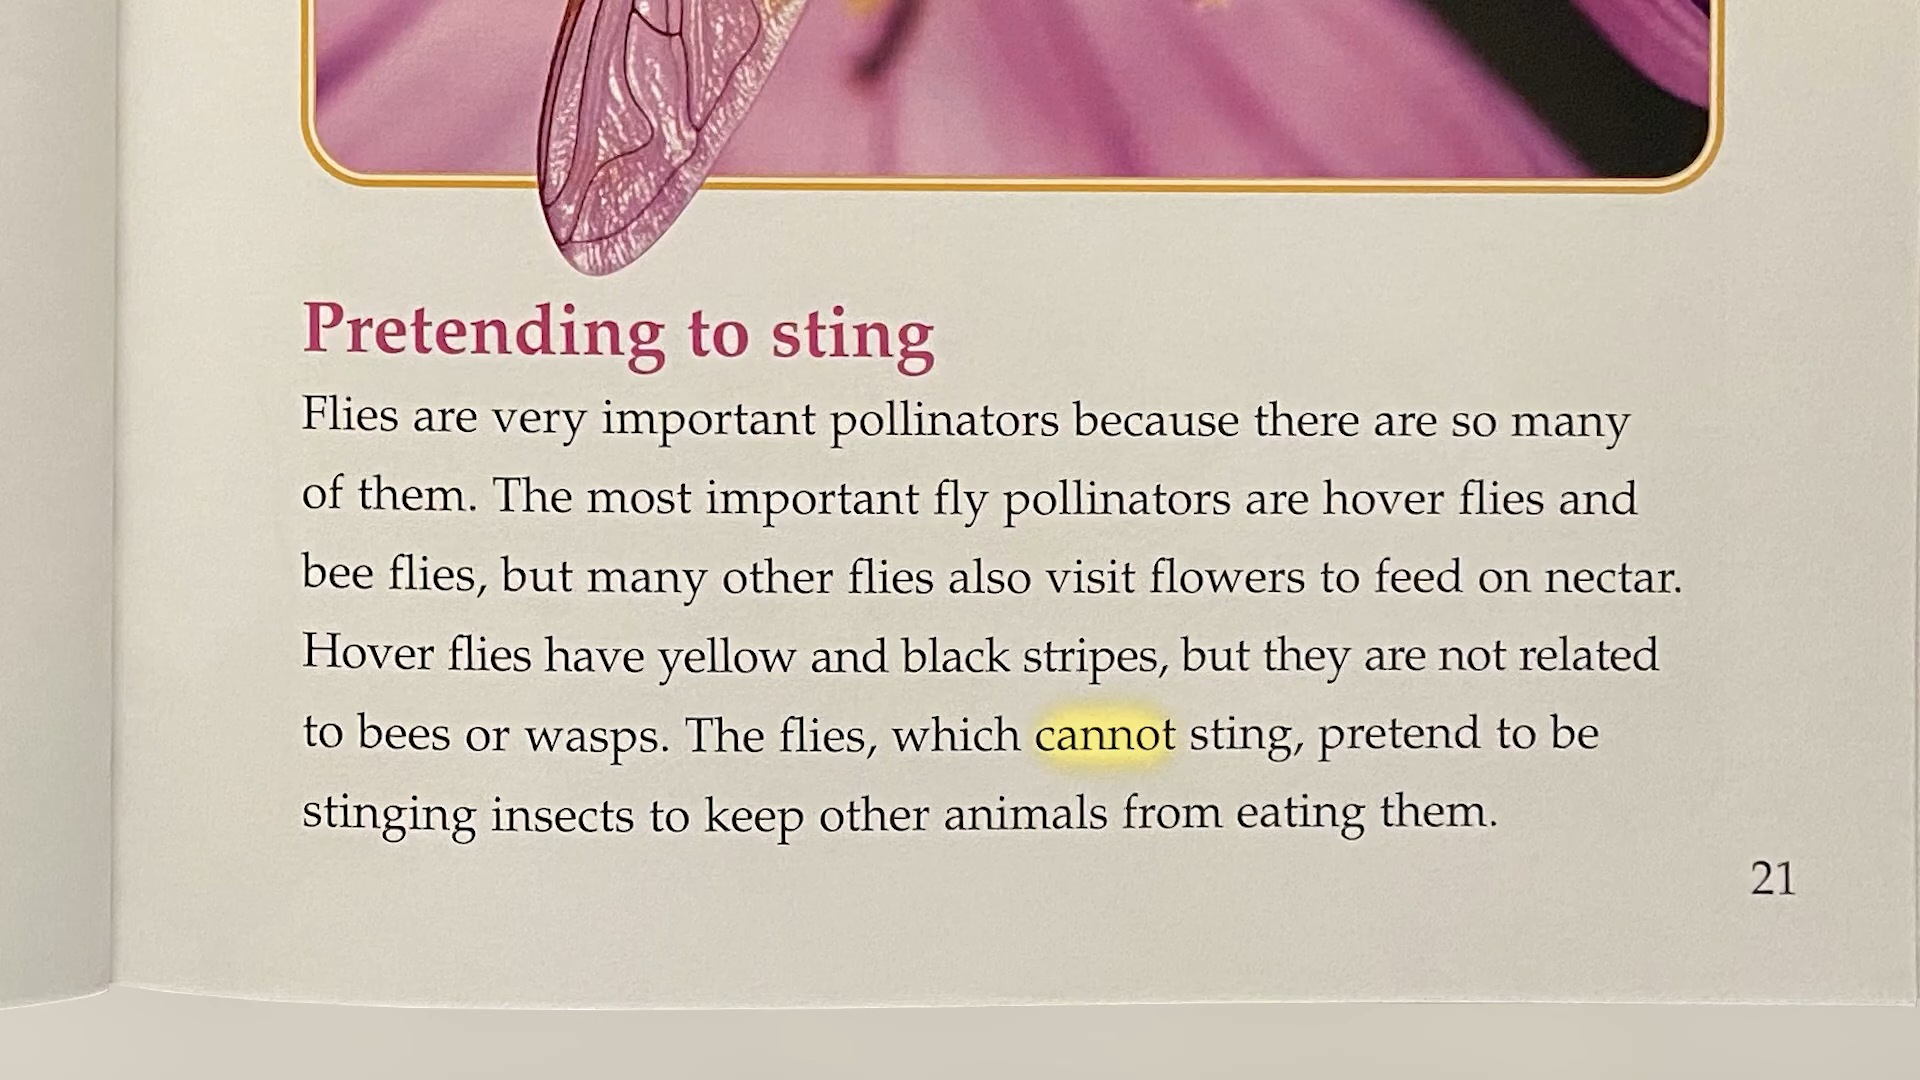 Pretending to sting
Flies are very important pollinators because there are so many
of them. The most important fly pollinators are hover flies and
bee flies, but many other flies also visit flowers to feed on nectar.
Hover flies have yellow and black stripes, but they are not related
to bees or wasps. The flies, which cannot sting, pretend to be
stinging insects to keep other animals from eating them.
21